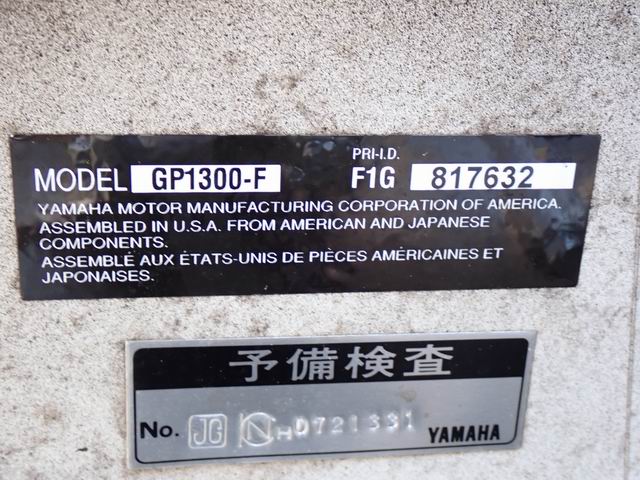 PRI-I.D.
MODEL GP1300-F F1G 817632
YAMAHA MOTOR MANUFACTURING CORPORATION OF AMERICA.
ASSEMBLED IN U.S.A. FROM AMERICAN AND JAPANESE
COMPONENTS.
ASSEMBLÉ AUX ÉTATS-UNIS DE PIÈCES AMÉRICAINES ET
JAPONAISES.
予備検査
No. JG N HD721331 YAMAHA